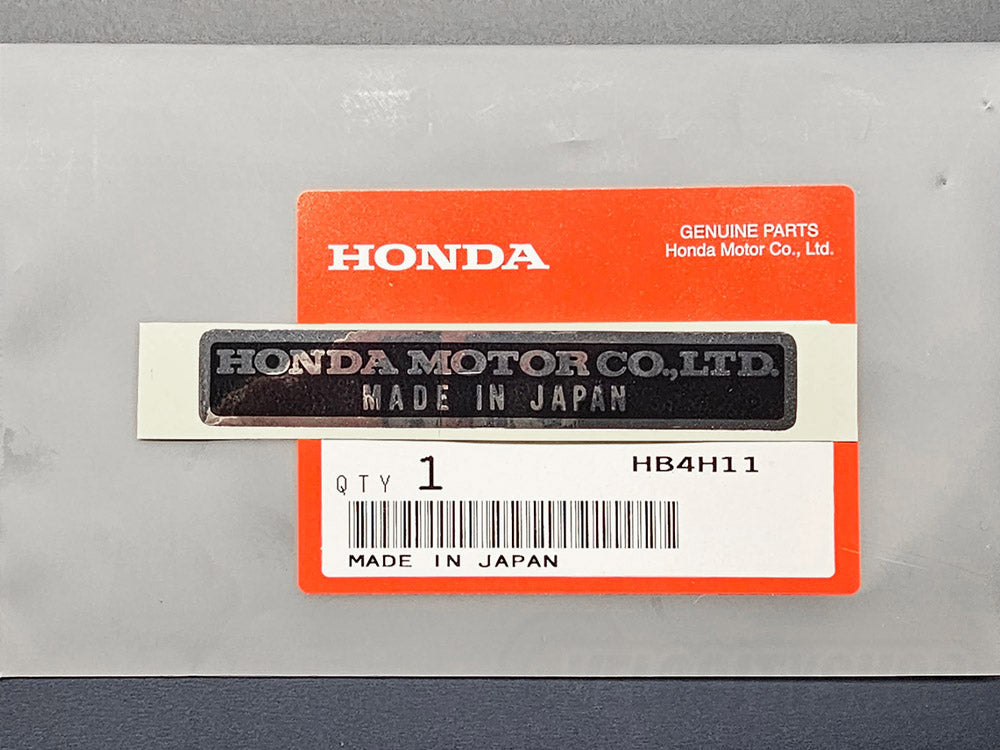 HONDA
GENUINE PARTS
Honda Motor Co., Ltd.
HONDA MOTOR CO.,LTD.
MADE IN JAPAN
QTY 1
HB4H11
MADE IN JAPAN